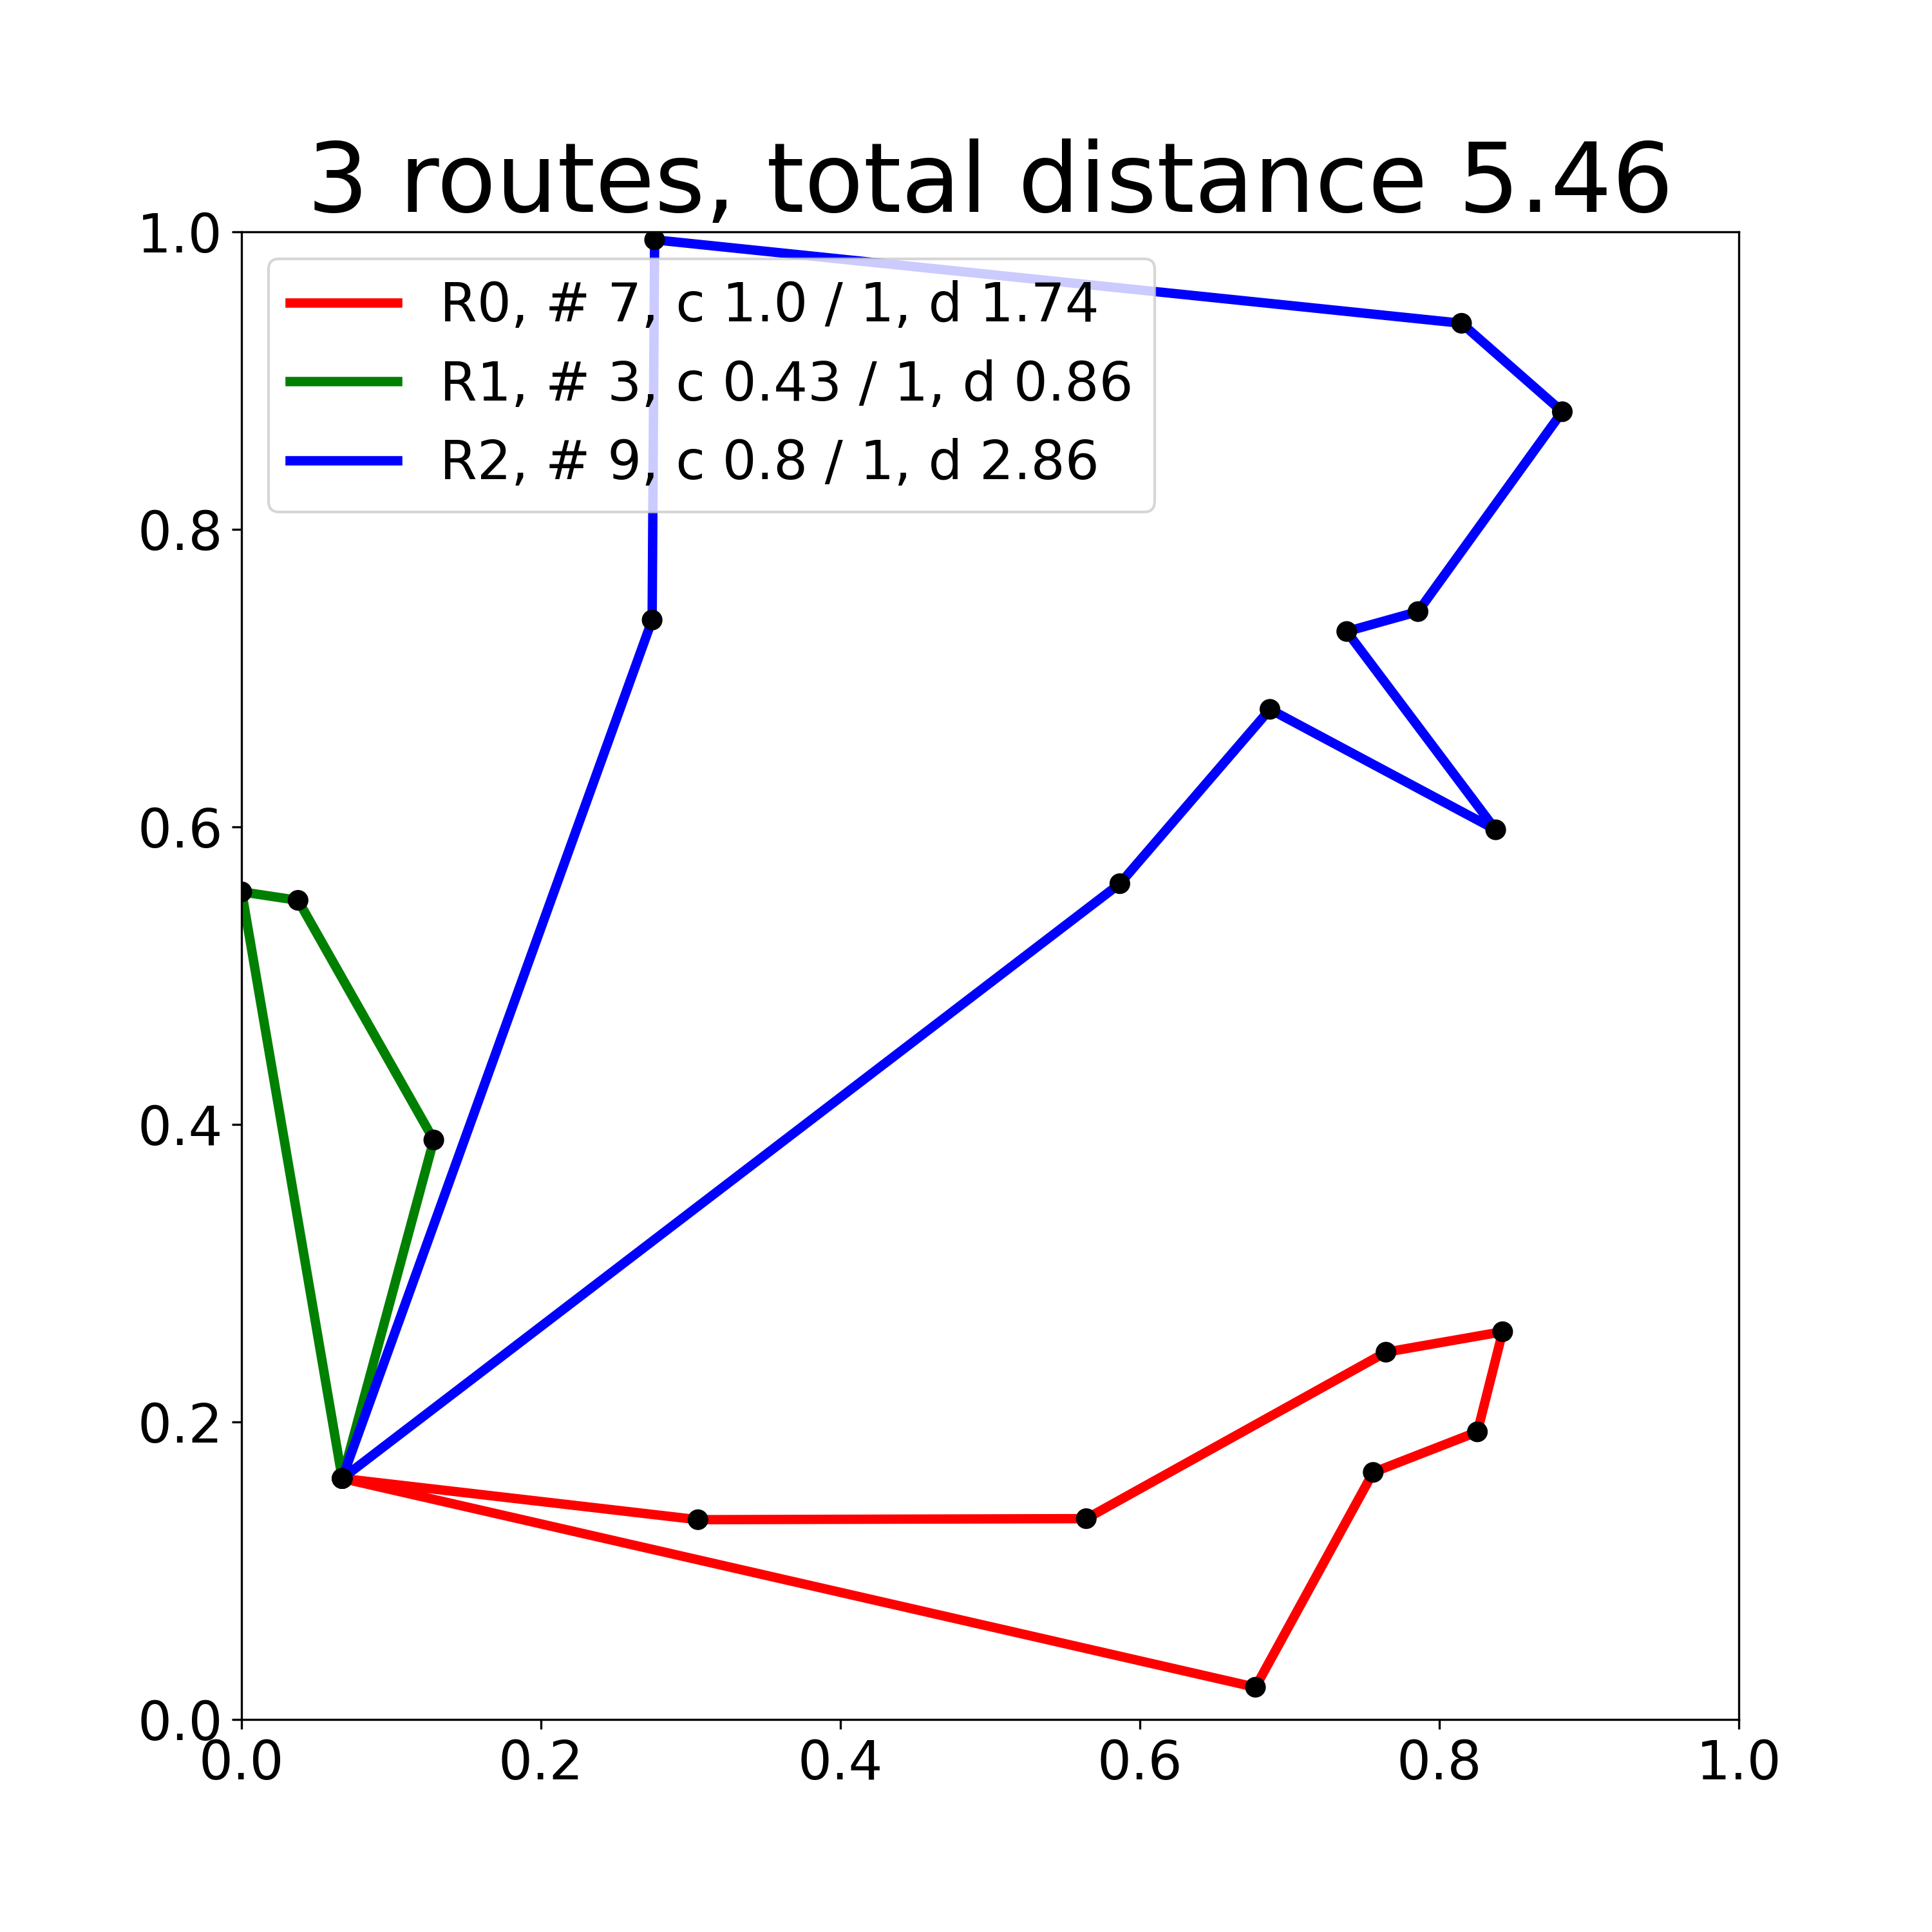 3 routes, total distance 5.46
1.0
R0, # 7, c 1.0 / 1, d 1.74
R1, # 3, c 0.43 / 1, d 0.86
R2, # 9, c 0.8 / 1, d 2.86
0.8
0.6
0.4
0.2
0.0
0.0 0.2 0.4 0.6 0.8 1.0